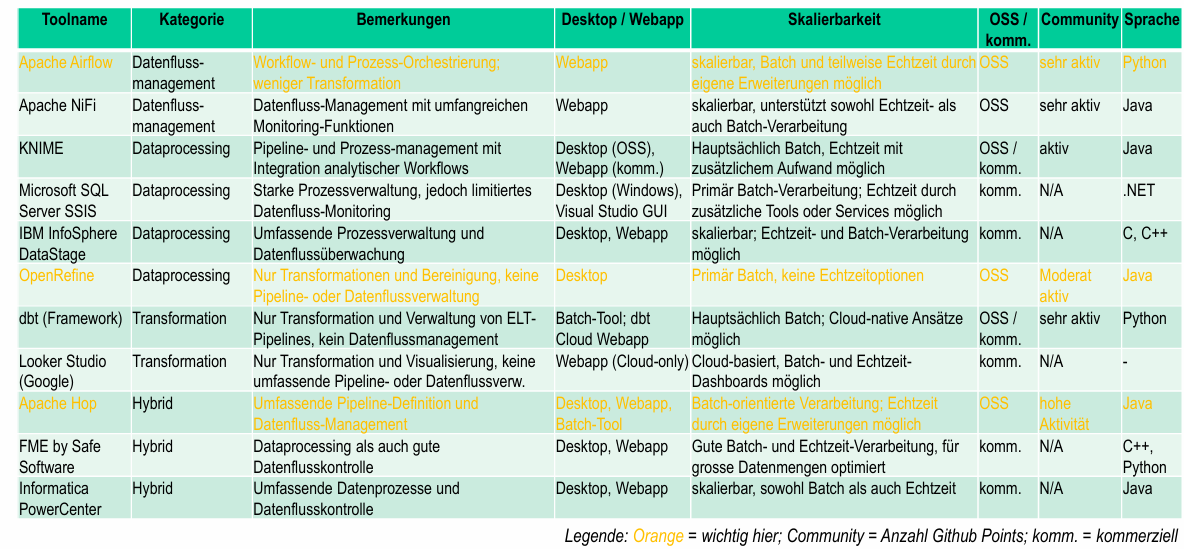 Toolname Kategorie Bemerkungen Desktop / Webapp Skalierbarkeit OSS / komm. Community Sprache
Apache Airflow Datenfluss- Workflow- und Prozess-Orchestrierung; Webapp skalierbar, Batch und teilweise Echtzeit durch OSS sehr aktiv Python
management weniger Transformation eigene Erweiterungen möglich
Apache NiFi Datenfluss- Datenfluss-Management mit umfangreichen Webapp skalierbar, unterstützt sowohl Echtzeit- als OSS sehr aktiv Java
management Monitoring-Funktionen auch Batch-Verarbeitung
KNIME Dataprocessing Pipeline- und Prozess-management mit Desktop (OSS), Hauptsächlich Batch, Echtzeit mit OSS / aktiv Java
Integration analytischer Workflows Webapp (komm.) zusätzlichem Aufwand möglich komm.
Microsoft SQL Dataprocessing Starke Prozessverwaltung, jedoch limitiertes Desktop (Windows), Primär Batch-Verarbeitung; Echtzeit durch komm. N/A .NET
Server SSIS Datenfluss-Monitoring Visual Studio GUI zusätzliche Tools oder Services möglich
IBM InfoSphere Dataprocessing Umfassende Prozessverwaltung und Desktop, Webapp skalierbar; Echtzeit- und Batch-Verarbeitung komm. N/A C, C++
DataStage Datenflussüberwachung möglich
OpenRefine Dataprocessing Nur Transformationen und Bereinigung, keine Desktop Primär Batch, keine Echtzeitoptionen OSS Moderat Java
Pipeline- oder Datenflussverwaltung aktiv
dbt (Framework) Transformation Nur Transformation und Verwaltung von ELT- Batch-Tool; dbt Hauptsächlich Batch; Cloud-native Ansätze OSS / sehr aktiv Python
Pipelines, kein Datenflussmanagement Cloud Webapp möglich komm.
Looker Studio Transformation Nur Transformation und Visualisierung, keine Webapp (Cloud-only) Cloud-basiert, Batch- und Echtzeit- komm. N/A -
(Google) umfassende Pipeline- oder Datenflussverw. Dashboards möglich
Apache Hop Hybrid Umfassende Pipeline-Definition und Desktop, Webapp, Batch-orientierte Verarbeitung; Echtzeit OSS hohe Java
Datenfluss-Management Batch-Tool durch eigene Erweiterungen möglich Aktivität
FME by Safe Hybrid Dataprocessing als auch gute Desktop, Webapp Gute Batch- und Echtzeit-Verarbeitung, für komm. N/A C++,
Software Datenflusskontrolle grosse Datenmengen optimiert Python
Informatica Hybrid Umfassende Datenprozesse und Desktop, Webapp skalierbar, sowohl Batch als auch Echtzeit komm. N/A Java
PowerCenter Datenflusskontrolle
Legende: Orange = wichtig hier; Community = Anzahl Github Points; komm. = kommerziell